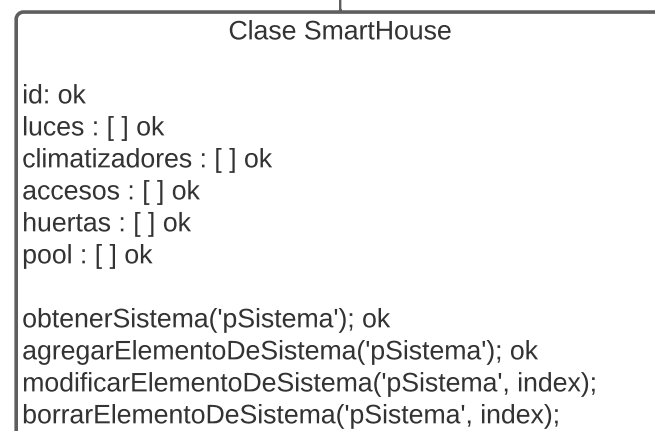 Clase SmartHouse
id: ok
luces : [ ] ok
climatizadores : [ ] ok
accesos : [ ] ok
huertas : [ ] ok
pool : [ ] ok
obtenerSistema('pSistema'); ok
agregarElementoDeSistema('pSistema'); ok
modificarElementoDeSistema('pSistema', index);
borrarElementoDeSistema('pSistema', index);